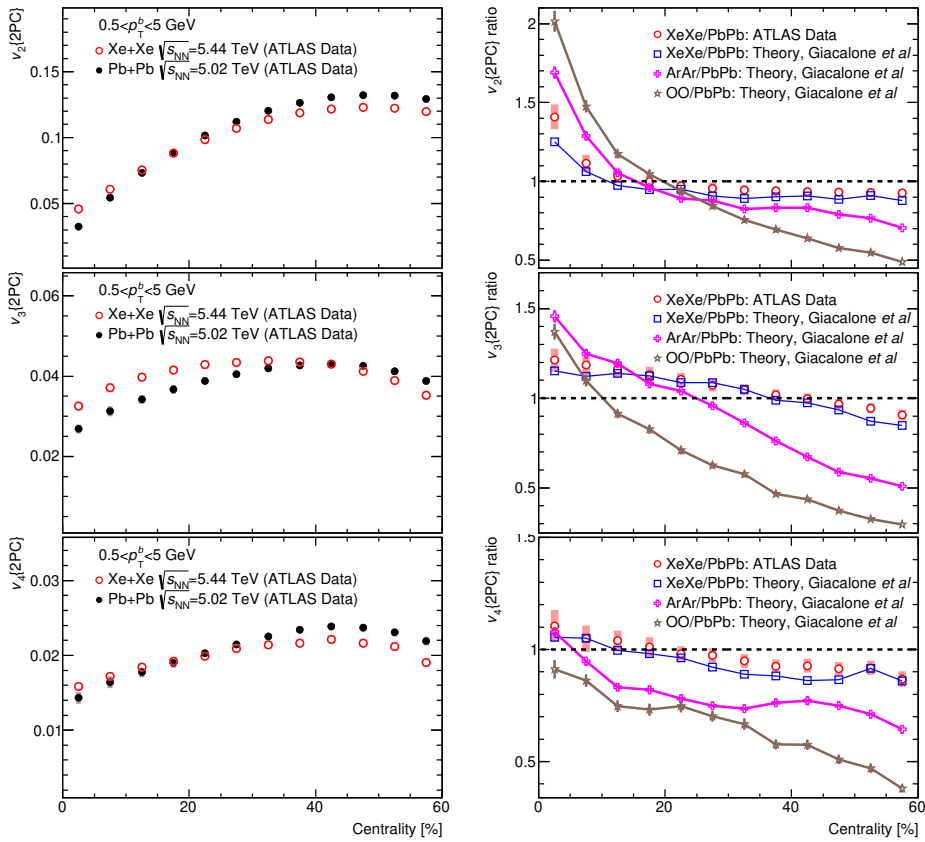 v₂{2PC}
0.15
0.1
0.05
0.5<p_T^b<5 GeV
Xe+Xe √s_NN=5.44 TeV (ATLAS Data)
Pb+Pb √s_NN=5.02 TeV (ATLAS Data)
v₃{2PC}
0.06
0.04
0.02
0.5<p_T^b<5 GeV
Xe+Xe √s_NN=5.44 TeV (ATLAS Data)
Pb+Pb √s_NN=5.02 TeV (ATLAS Data)
v₄{2PC}
0.03
0.02
0.01
0.5<p_T^b<5 GeV
Xe+Xe √s_NN=5.44 TeV (ATLAS Data)
Pb+Pb √s_NN=5.02 TeV (ATLAS Data)
0 20 40 60
Centrality [%]
v₂{2PC} ratio
2
1.5
1
0.5
XeXe/PbPb: ATLAS Data
XeXe/PbPb: Theory, Giacalone et al
ArAr/PbPb: Theory, Giacalone et al
OO/PbPb: Theory, Giacalone et al
v₃{2PC} ratio
1.5
1
0.5
XeXe/PbPb: ATLAS Data
XeXe/PbPb: Theory, Giacalone et al
ArAr/PbPb: Theory, Giacalone et al
OO/PbPb: Theory, Giacalone et al
v₄{2PC} ratio
1.5
1
0.5
XeXe/PbPb: ATLAS Data
XeXe/PbPb: Theory, Giacalone et al
ArAr/PbPb: Theory, Giacalone et al
OO/PbPb: Theory, Giacalone et al
0 20 40 60
Centrality [%]